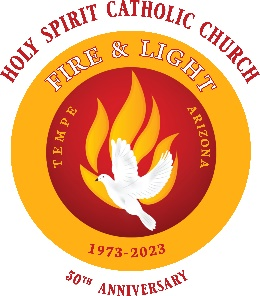 HOLY SPIRIT CATHOLIC CHURCH
FIRE & LIGHT
TEMPE
ARIZONA
1973-2023
50TH ANNIVERSARY